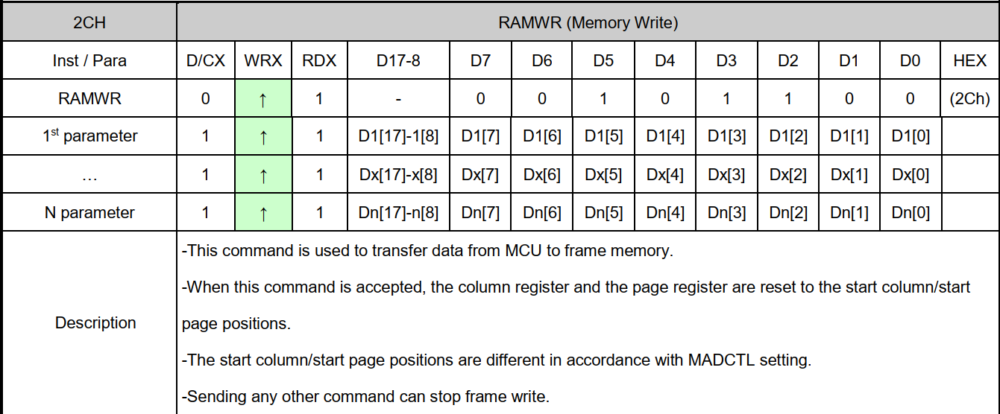 2CH RAMWR (Memory Write)
Inst / Para D/CX WRX RDX D17-8 D7 D6 D5 D4 D3 D2 D1 D0 HEX
RAMWR 0 ↑ 1 - 0 0 1 0 1 1 0 0 (2Ch)
1st parameter 1 ↑ 1 D1[17]-1[8] D1[7] D1[6] D1[5] D1[4] D1[3] D1[2] D1[1] D1[0]
… 1 ↑ 1 Dx[17]-x[8] Dx[7] Dx[6] Dx[5] Dx[4] Dx[3] Dx[2] Dx[1] Dx[0]
N parameter 1 ↑ 1 Dn[17]-n[8] Dn[7] Dn[6] Dn[5] Dn[4] Dn[3] Dn[2] Dn[1] Dn[0]
Description
-This command is used to transfer data from MCU to frame memory.
-When this command is accepted, the column register and the page register are reset to the start column/start
page positions.
-The start column/start page positions are different in accordance with MADCTL setting.
-Sending any other command can stop frame write.